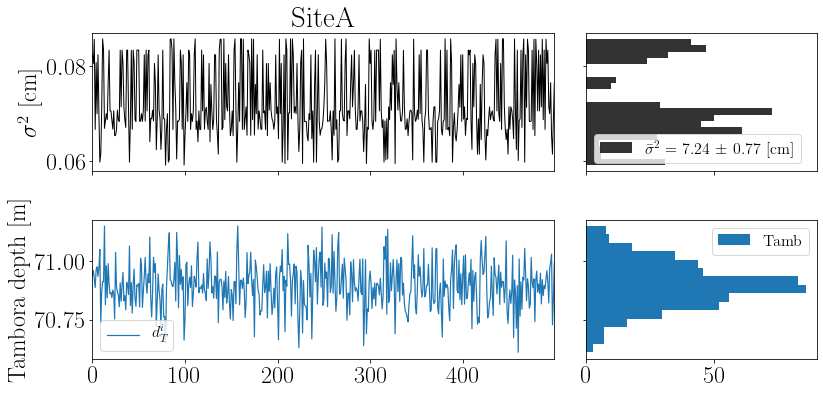 SiteA
σ² [cm]
0.08
0.06
σ̄² = 7.24 ± 0.77 [cm]
Tambora depth [m]
71.00
70.75
d_T^i
Tamb
0 100 200 300 400
0 50